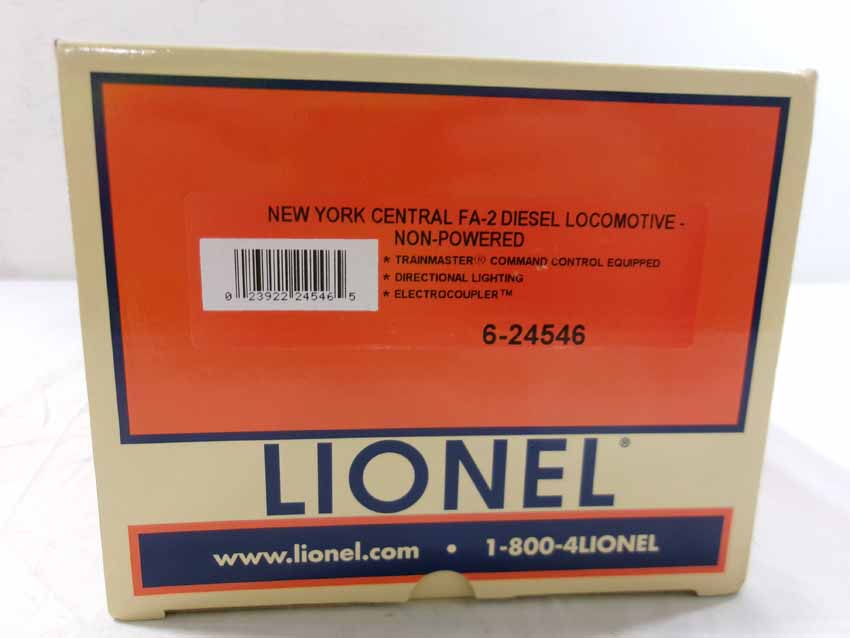 NEW YORK CENTRAL FA-2 DIESEL LOCOMOTIVE -
NON-POWERED
* TRAINMASTER® COMMAND CONTROL EQUIPPED
* DIRECTIONAL LIGHTING
* ELECTROCOUPLER™
0 23922 24546 5
6-24546
LIONEL®
www.lionel.com • 1-800-4LIONEL